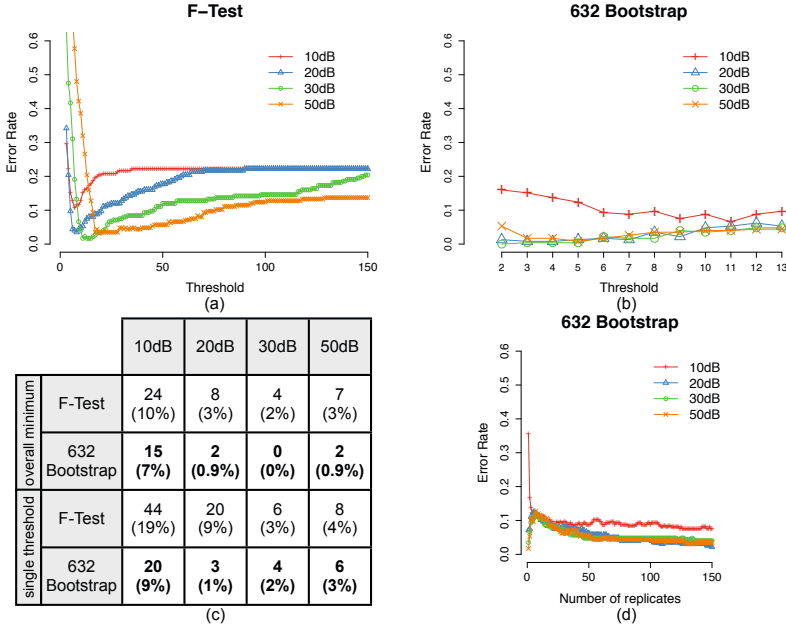 F−Test
0.6
0.5
0.4
0.3
0.2
0.1
0.0
Error Rate
10dB
20dB
30dB
50dB
0
50
100
150
Threshold
(a)
632 Bootstrap
0.6
0.5
0.4
0.3
0.2
0.1
0.0
Error Rate
10dB
20dB
30dB
50dB
2 3 4 5 6 7 8 9 10 11 12 13
Threshold
(b)
10dB 20dB 30dB 50dB
overall minimum
F-Test
24 8 4 7
(10%) (3%) (2%) (3%)
632 Bootstrap
15 2 0 2
(7%) (0.9%) (0%) (0.9%)
single threshold
F-Test
44 20 6 8
(19%) (9%) (3%) (4%)
632 Bootstrap
20 3 4 6
(9%) (1%) (2%) (3%)
(c)
632 Bootstrap
0.6
0.5
0.4
0.3
0.2
0.1
0.0
Error Rate
10dB
20dB
30dB
50dB
0
50
100
150
Number of replicates
(d)